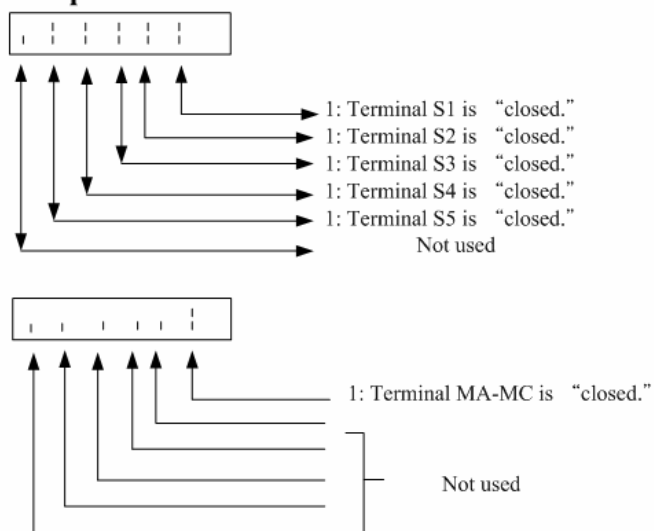 1: Terminal S1 is “closed.”
1: Terminal S2 is “closed.”
1: Terminal S3 is “closed.”
1: Terminal S4 is “closed.”
1: Terminal S5 is “closed.”
Not used
1: Terminal MA-MC is “closed.”
Not used